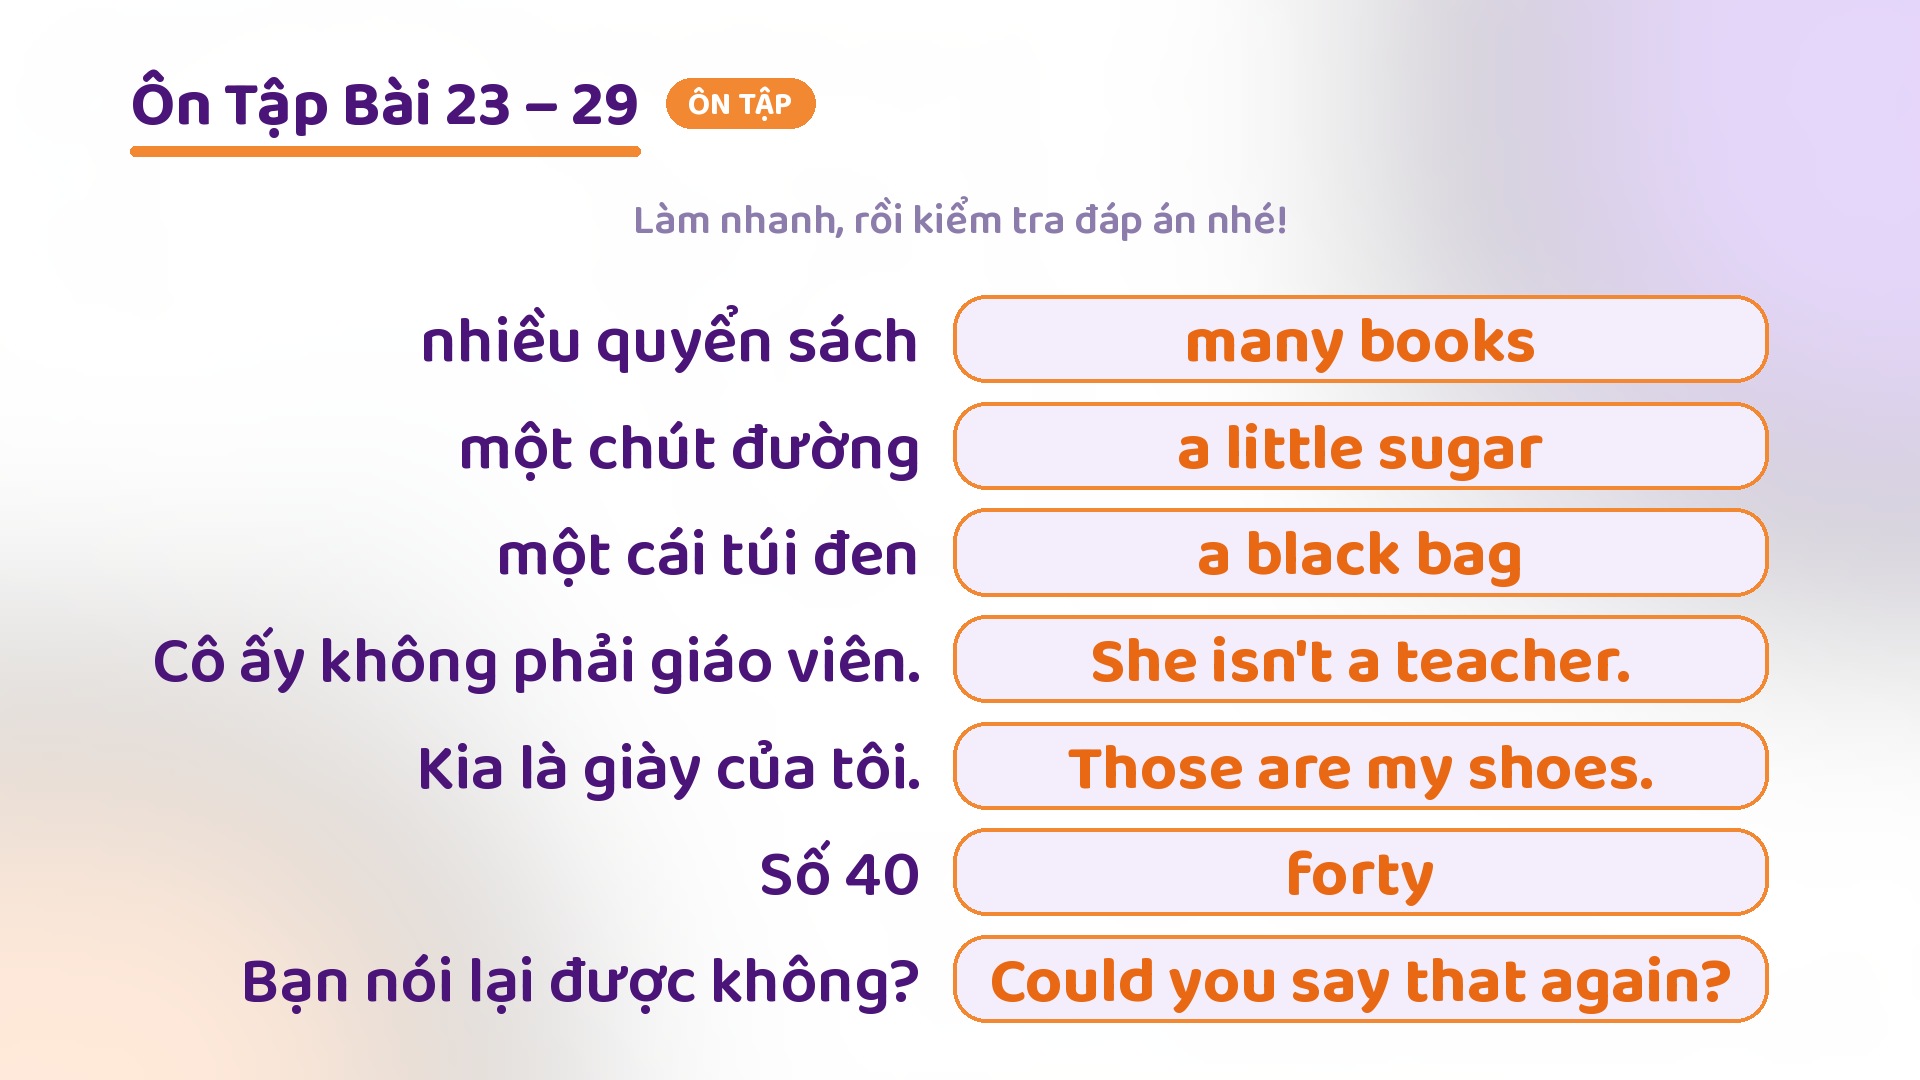 Ôn Tập Bài 23 – 29
ÔN TẬP
Làm nhanh, rồi kiểm tra đáp án nhé!
nhiều quyển sách
many books
một chút đường
a little sugar
một cái túi đen
a black bag
Cô ấy không phải giáo viên.
She isn't a teacher.
Kia là giày của tôi.
Those are my shoes.
Số 40
forty
Bạn nói lại được không?
Could you say that again?